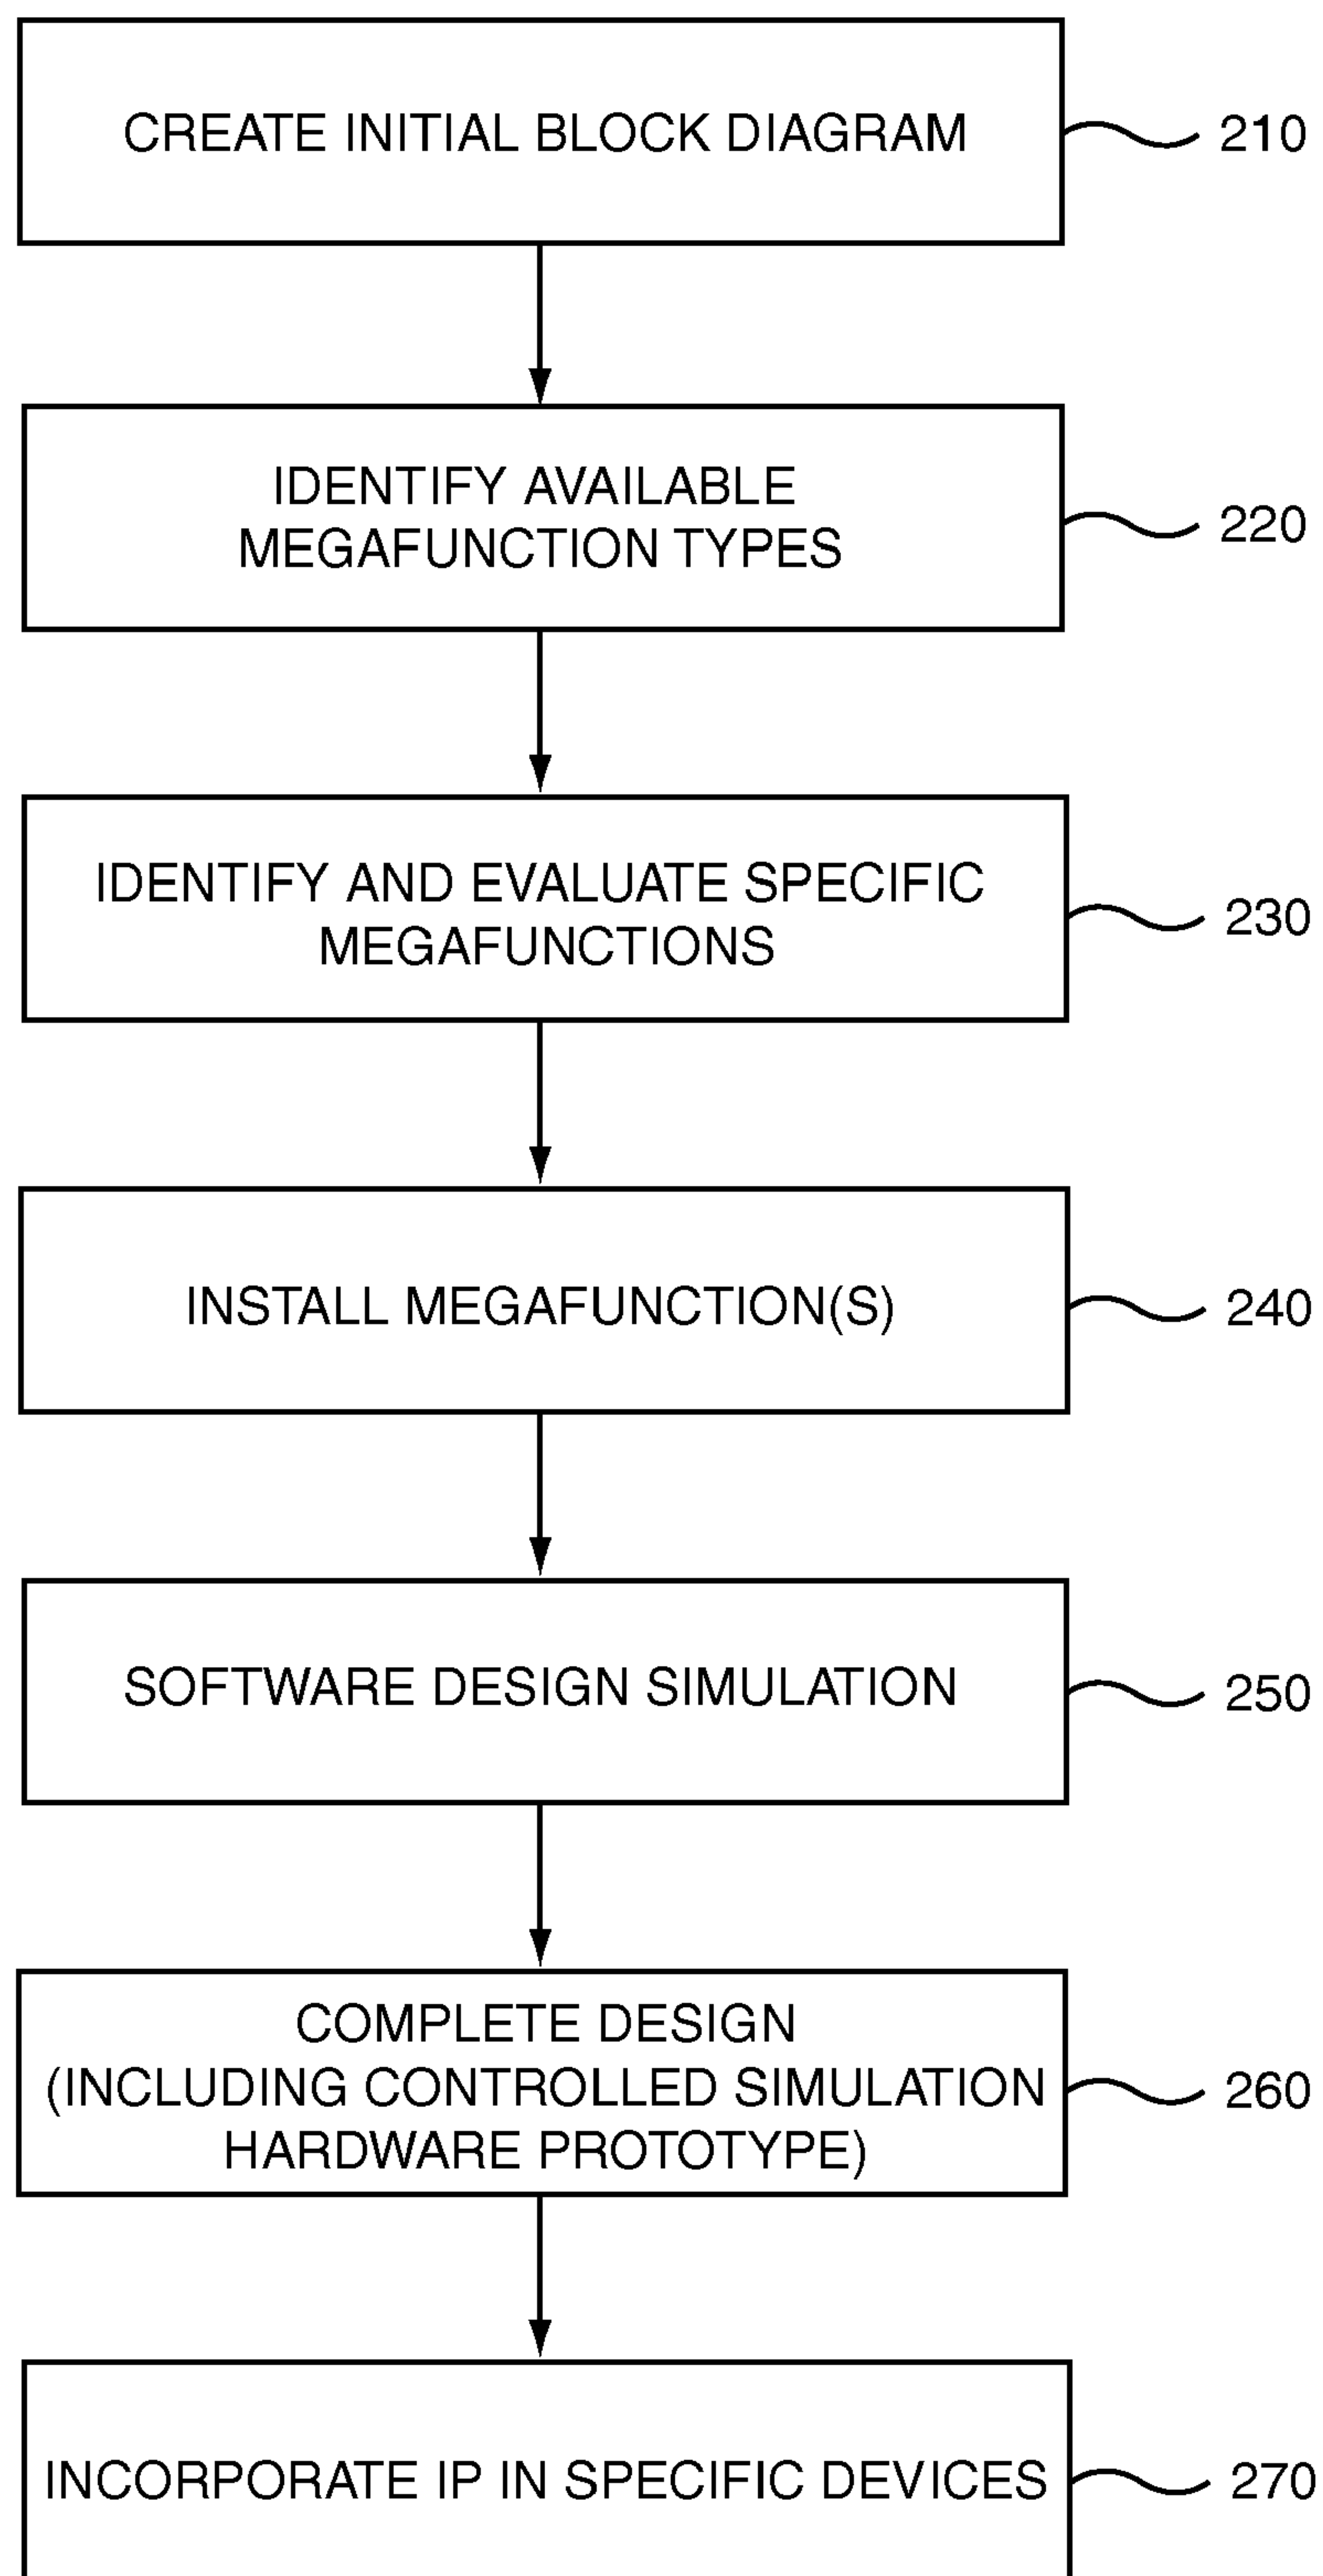 CREATE INITIAL BLOCK DIAGRAM
210
IDENTIFY AVAILABLE
MEGAFUNCTION TYPES
220
IDENTIFY AND EVALUATE SPECIFIC
MEGAFUNCTIONS
230
INSTALL MEGAFUNCTION(S)
240
SOFTWARE DESIGN SIMULATION
250
COMPLETE DESIGN
(INCLUDING CONTROLLED SIMULATION
HARDWARE PROTOTYPE)
260
INCORPORATE IP IN SPECIFIC DEVICES
270